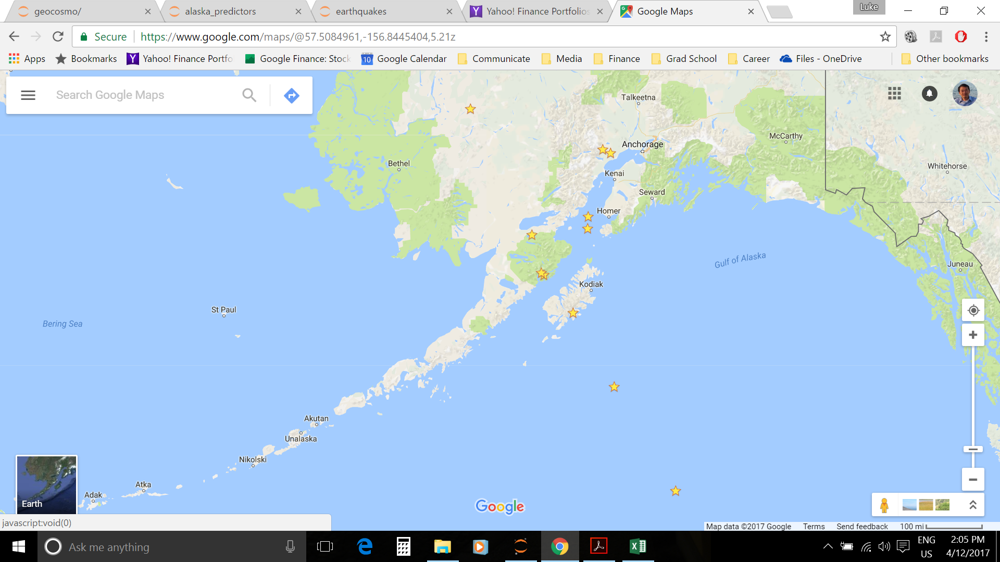 geocosmo/
alaska_predictors
earthquakes
Yahoo! Finance Portfolios
Google Maps
Luke
Secure
https://www.google.com/maps/@57.5084961,-156.8445404,5.21z
Apps
Bookmarks
Yahoo! Finance Portfo
Google Finance: Stock
10
Google Calendar
Communicate
Media
Finance
Grad School
Career
Files - OneDrive
Other bookmarks
Search Google Maps
Talkeetna
McCarthy
Anchorage
Bethel
Whitehorse
Kenai
Seward
Homer
Gulf of Alaska
Juneau
Kodiak
St Paul
Bering Sea
Akutan
Unalaska
Nikolski
Atka
Adak
Earth
Google
javascript:void(0)
Map data ©2017 Google
Terms
Send feedback
100 mi
Ask me anything
ENG
US
2:05 PM
4/12/2017